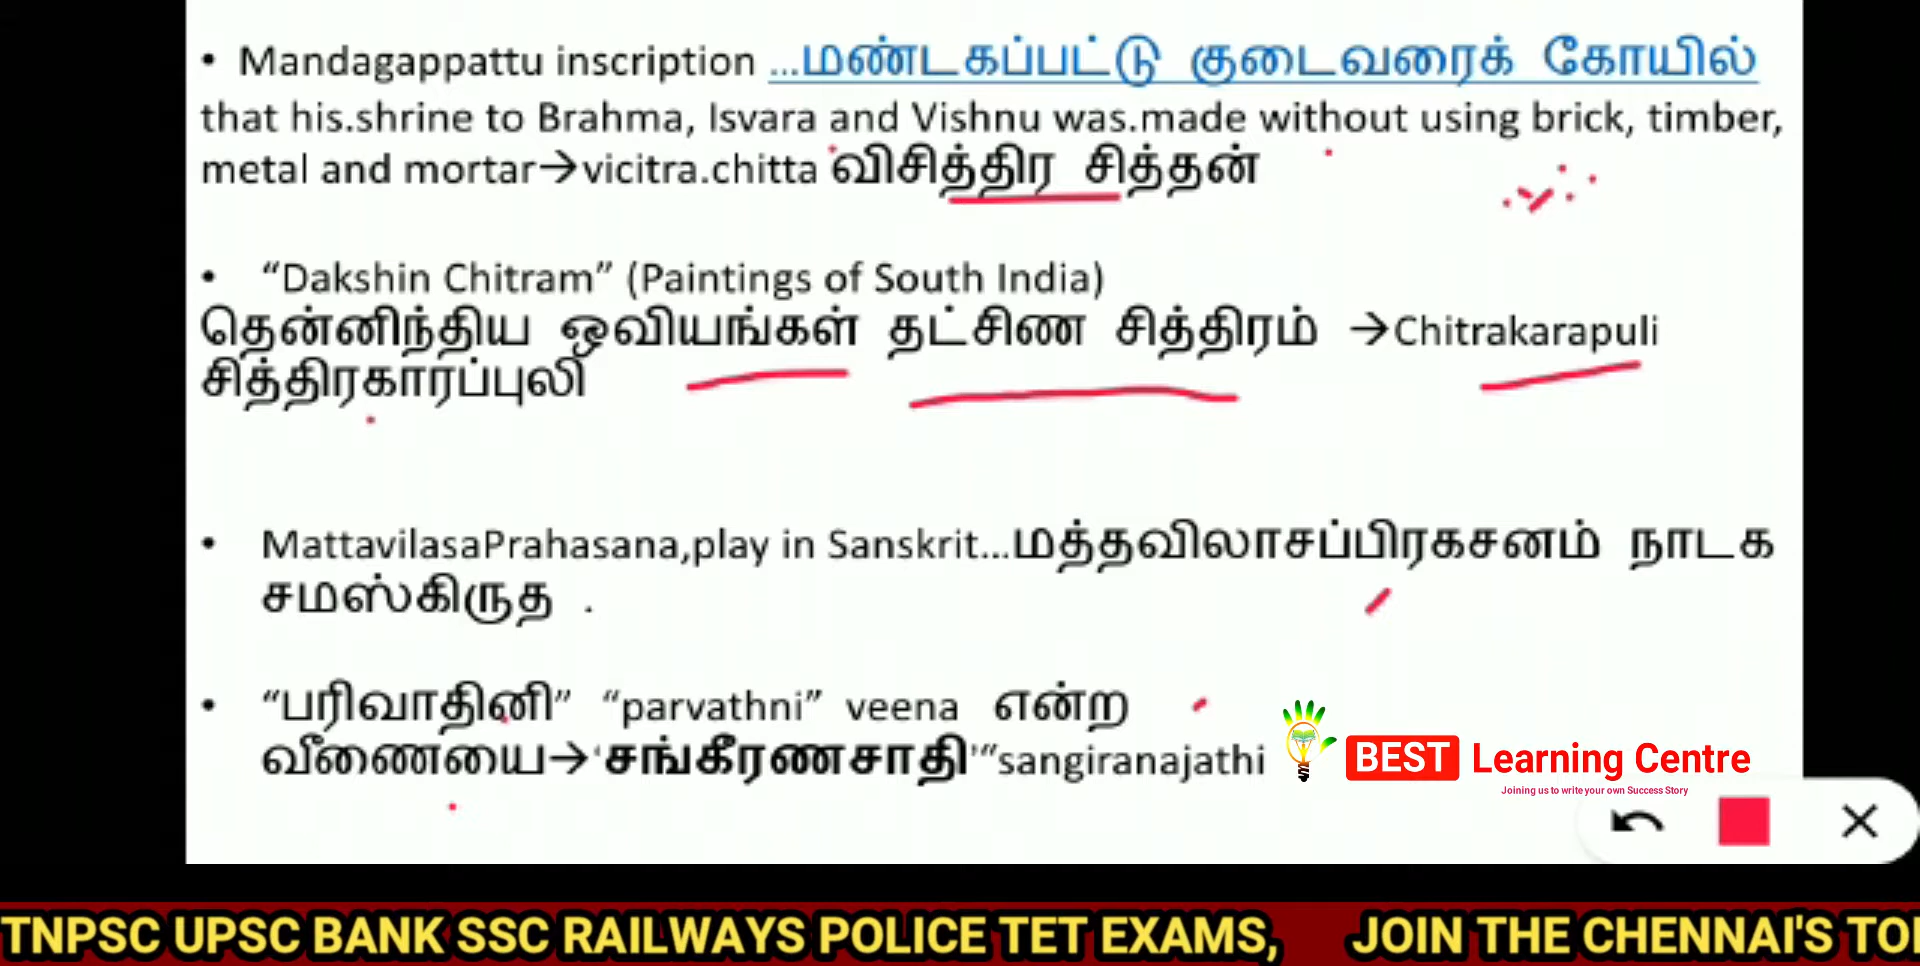 • Mandagappattu inscription ...மண்டகப்பட்டு குடைவரைக் கோயில்
that his.shrine to Brahma, Isvara and Vishnu was.made without using brick, timber,
metal and mortar→vicitra.chitta விசித்திர சித்தன்
• “Dakshin Chitram” (Paintings of South India)
தென்னிந்திய ஒவியங்கள் தட்சிண சித்திரம் →Chitrakarapuli
சித்திரகாரப்புலி
• MattavilasaPrahasana,play in Sanskrit...மத்தவிலாசப்பிரகசனம் நாடக
சமஸ்கிருத .
• “பரிவாதினி” “parvathni” veena என்ற
வீணையை→‘சங்கீரணசாதி’“sangiranajathi
BEST Learning Centre
Joining us to write your own Success Story
TNPSC UPSC BANK SSC RAILWAYS POLICE TET EXAMS, JOIN THE CHENNAI'S